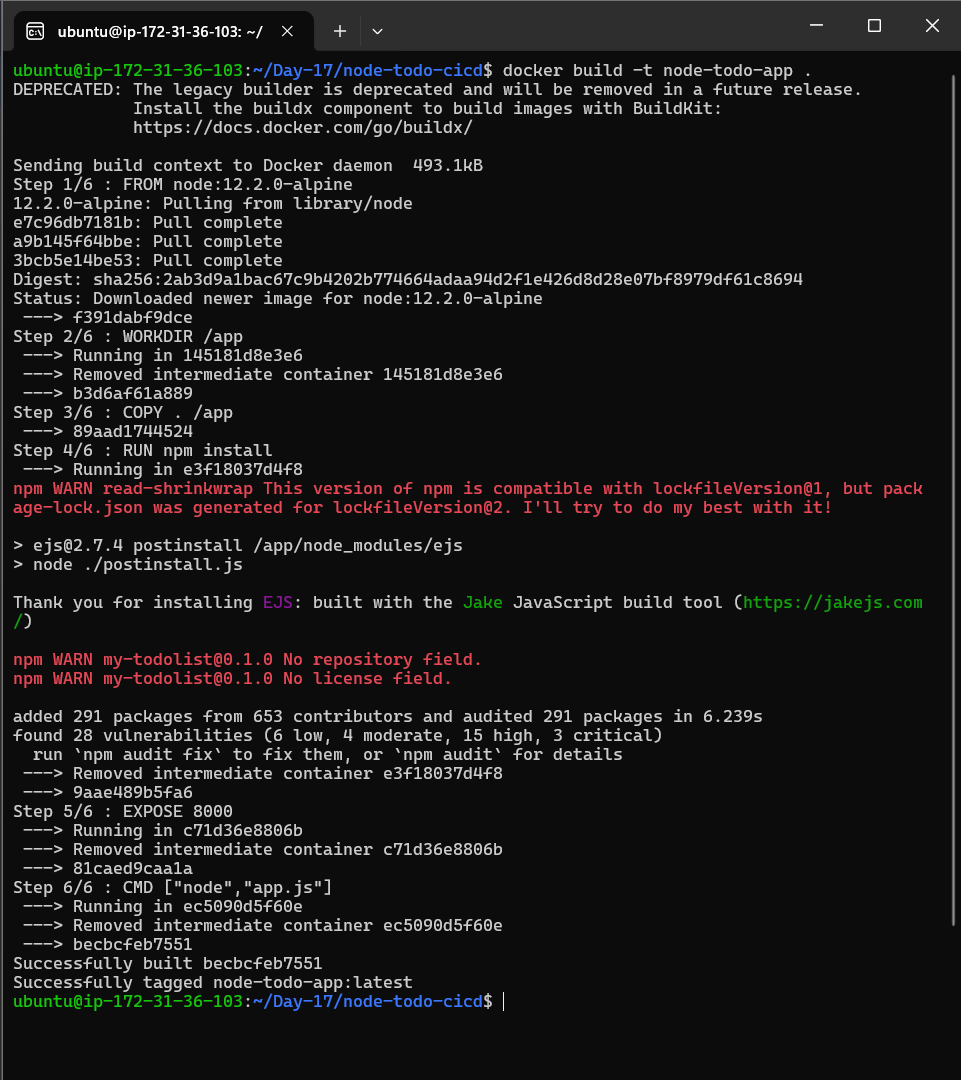 ubuntu@ip-172-31-36-103: ~/
ubuntu@ip-172-31-36-103:~/Day-17/node-todo-cicd$ docker build -t node-todo-app .
DEPRECATED: The legacy builder is deprecated and will be removed in a future release.
            Install the buildx component to build images with BuildKit:
            https://docs.docker.com/go/buildx/

Sending build context to Docker daemon  493.1kB
Step 1/6 : FROM node:12.2.0-alpine
12.2.0-alpine: Pulling from library/node
e7c96db7181b: Pull complete
a9b145f64bbe: Pull complete
3bcb5e14be53: Pull complete
Digest: sha256:2ab3d9a1bac67c9b4202b774664adaa94d2f1e426d8d28e07bf8979df61c8694
Status: Downloaded newer image for node:12.2.0-alpine
 ---> f391dabf9dce
Step 2/6 : WORKDIR /app
 ---> Running in 145181d8e3e6
 ---> Removed intermediate container 145181d8e3e6
 ---> b3d6af61a889
Step 3/6 : COPY . /app
 ---> 89aad1744524
Step 4/6 : RUN npm install
 ---> Running in e3f18037d4f8
npm WARN read-shrinkwrap This version of npm is compatible with lockfileVersion@1, but pack
age-lock.json was generated for lockfileVersion@2. I'll try to do my best with it!

> ejs@2.7.4 postinstall /app/node_modules/ejs
> node ./postinstall.js

Thank you for installing EJS: built with the Jake JavaScript build tool (https://jakejs.com
/)

npm WARN my-todolist@0.1.0 No repository field.
npm WARN my-todolist@0.1.0 No license field.

added 291 packages from 653 contributors and audited 291 packages in 6.239s
found 28 vulnerabilities (6 low, 4 moderate, 15 high, 3 critical)
  run `npm audit fix` to fix them, or `npm audit` for details
 ---> Removed intermediate container e3f18037d4f8
 ---> 9aae489b5fa6
Step 5/6 : EXPOSE 8000
 ---> Running in c71d36e8806b
 ---> Removed intermediate container c71d36e8806b
 ---> 81caed9caa1a
Step 6/6 : CMD ["node","app.js"]
 ---> Running in ec5090d5f60e
 ---> Removed intermediate container ec5090d5f60e
 ---> becbcfeb7551
Successfully built becbcfeb7551
Successfully tagged node-todo-app:latest
ubuntu@ip-172-31-36-103:~/Day-17/node-todo-cicd$